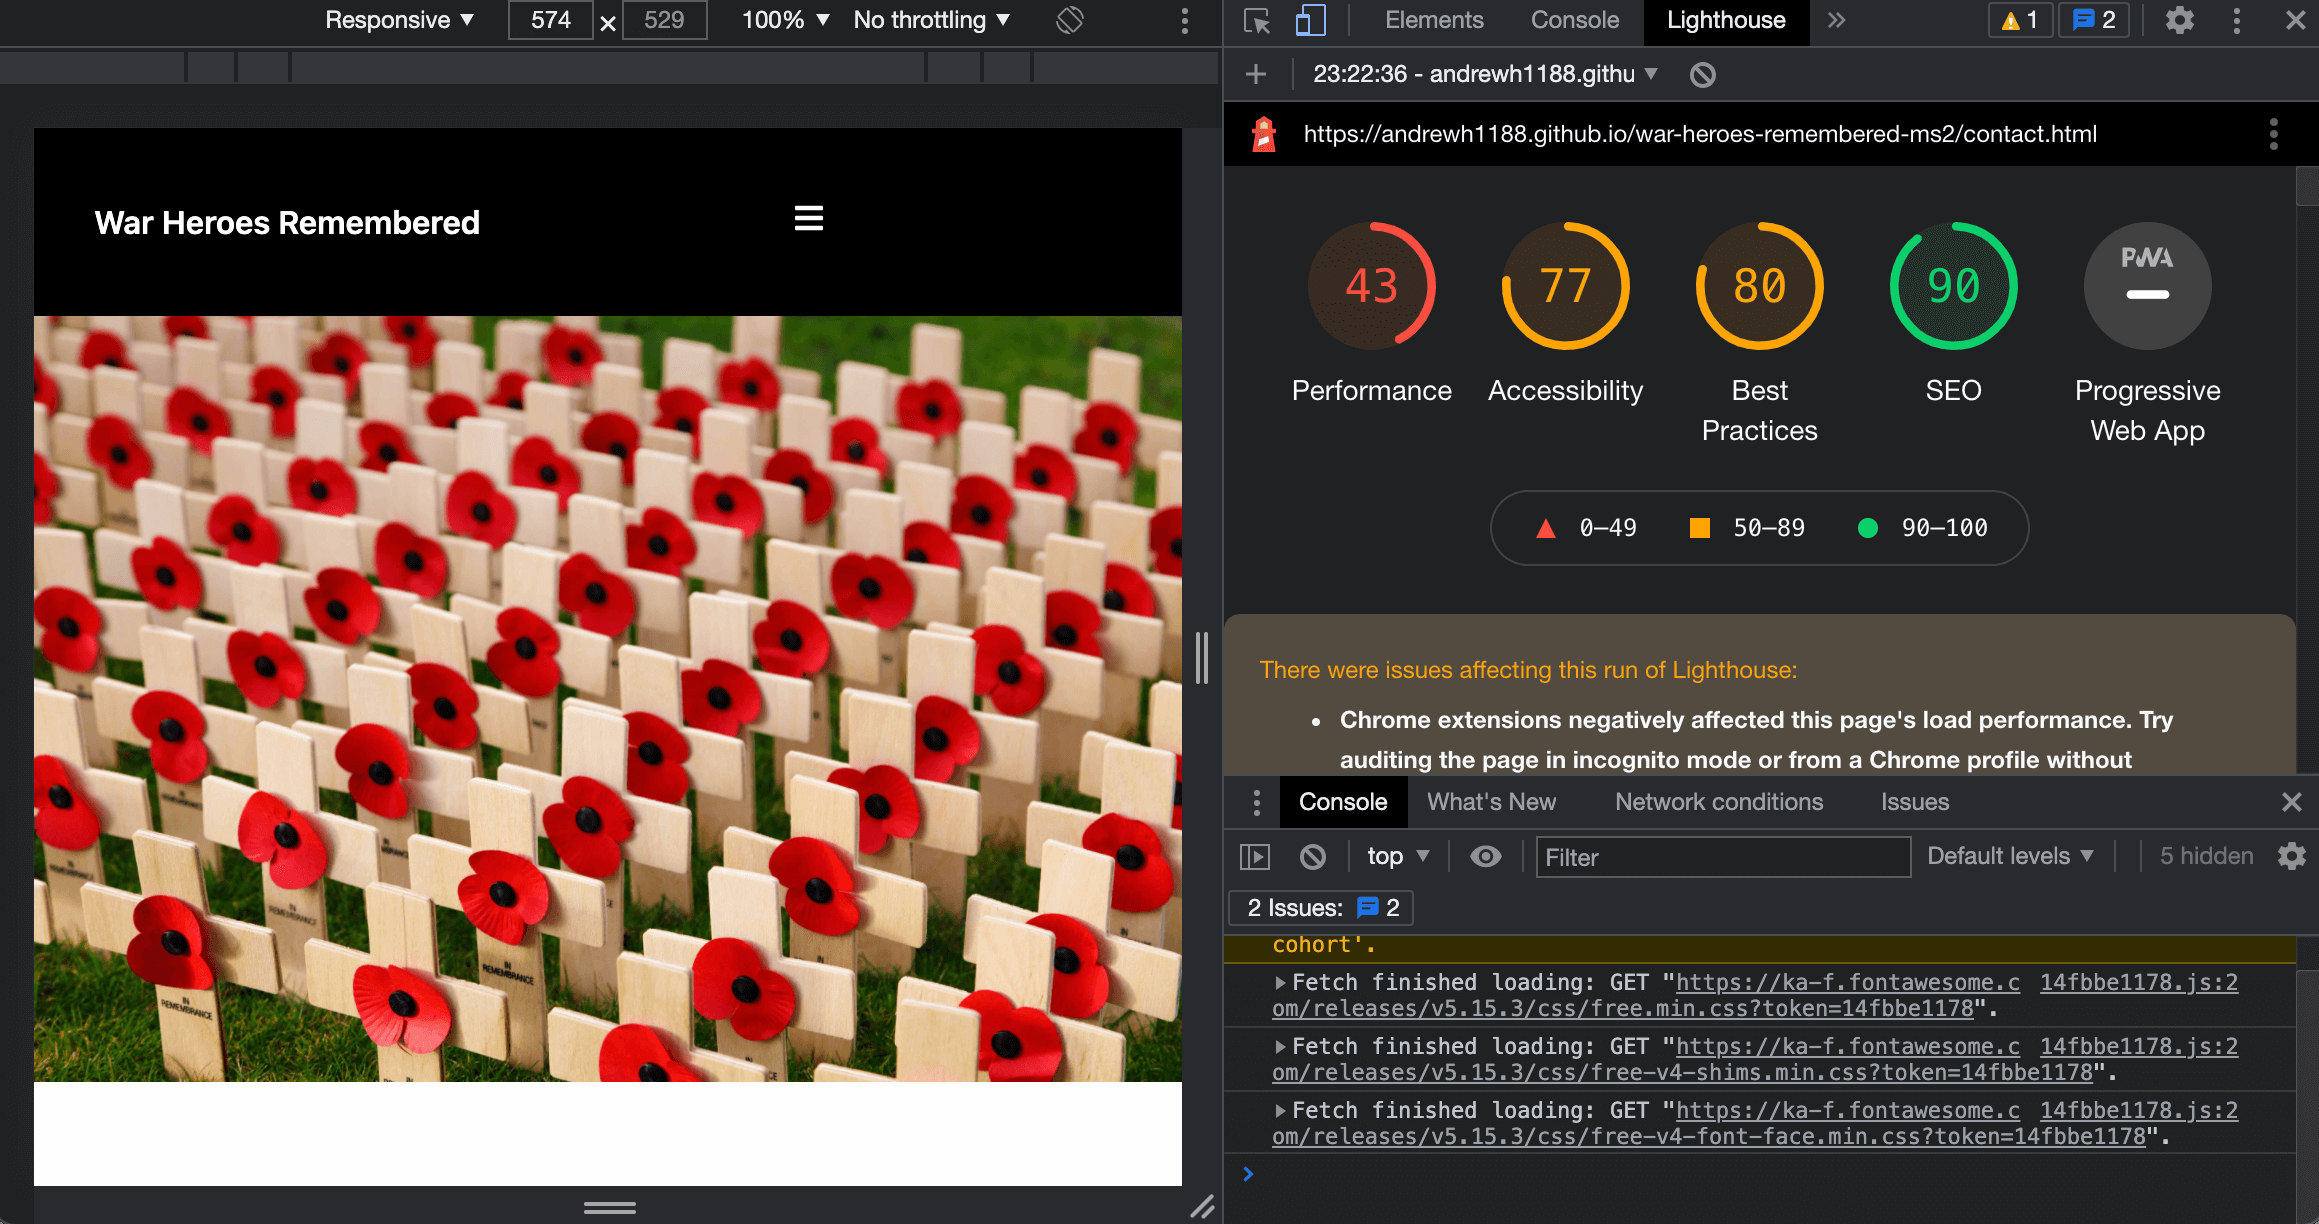 Responsive ▼ 574 × 529 100% ▼ No throttling ▼
War Heroes Remembered
IN REMEMBRANCE
IN REMEMBRANCE
Elements Console Lighthouse » 1 2
23:22:36 - andrewh1188.githu ▼
https://andrewh1188.github.io/war-heroes-remembered-ms2/contact.html
43 77 80 90 PWA
Performance Accessibility Best Practices SEO Progressive Web App
0–49 50–89 90–100
There were issues affecting this run of Lighthouse:
• Chrome extensions negatively affected this page's load performance. Try
auditing the page in incognito mode or from a Chrome profile without
Console What's New Network conditions Issues
top ▼ Filter Default levels ▼ 5 hidden
2 Issues: 2
cohort'.
Fetch finished loading: GET "https://ka-f.fontawesome.c 14fbbe1178.js:2
om/releases/v5.15.3/css/free.min.css?token=14fbbe1178".
Fetch finished loading: GET "https://ka-f.fontawesome.c 14fbbe1178.js:2
om/releases/v5.15.3/css/free-v4-shims.min.css?token=14fbbe1178".
Fetch finished loading: GET "https://ka-f.fontawesome.c 14fbbe1178.js:2
om/releases/v5.15.3/css/free-v4-font-face.min.css?token=14fbbe1178".
>